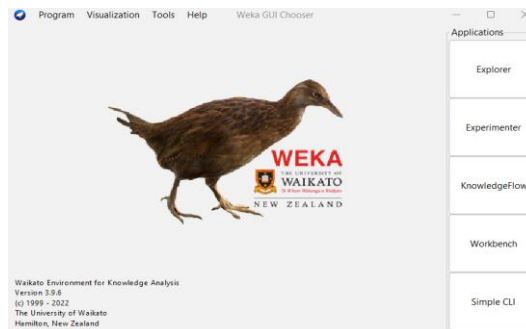 Program Visualization Tools Help Weka GUI Chooser
Applications
Explorer
Experimenter
KnowledgeFlow
Workbench
Simple CLI
WEKA
THE UNIVERSITY OF
WAIKATO
NEW ZEALAND
Waikato Environment for Knowledge Analysis
Version 3.9.6
(c) 1999 - 2022
The University of Waikato
Hamilton, New Zealand